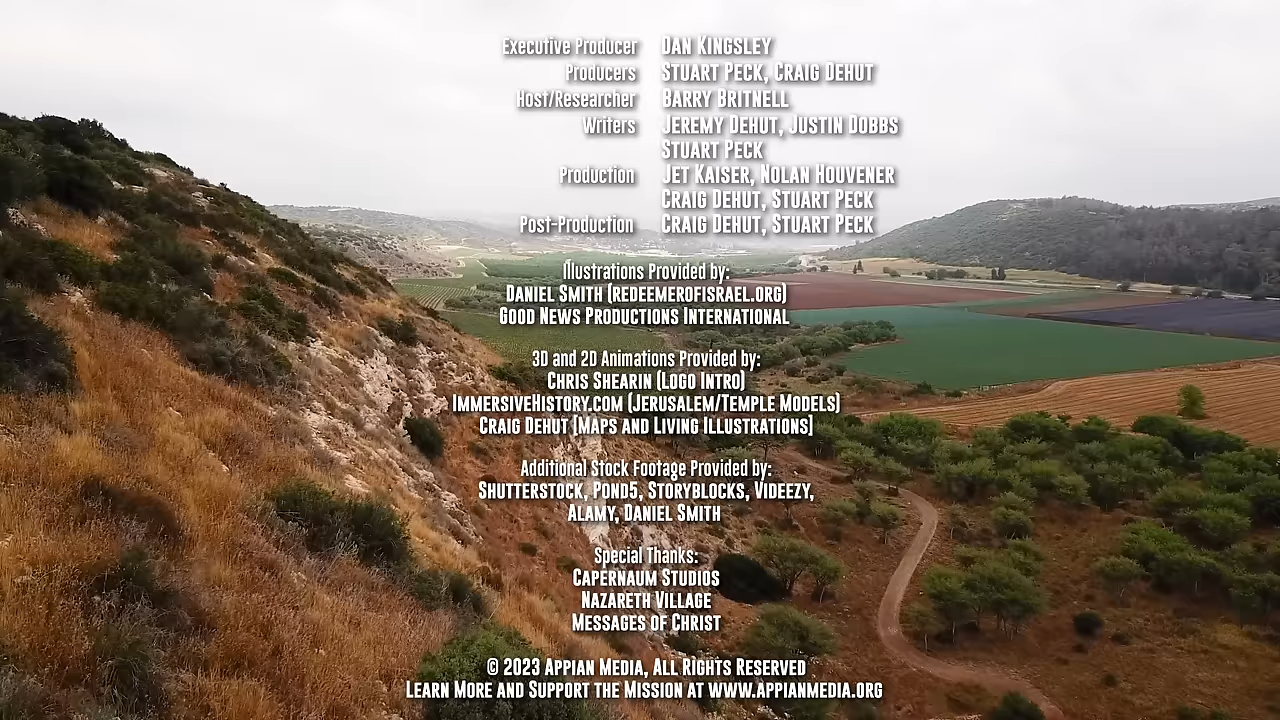 Executive Producer DAN KINGSLEY
Producers STUART PECK, CRAIG DEHUT
Host/Researcher BARRY BRITNELL
Writers JEREMY DEHUT, JUSTIN DOBBS
STUART PECK
Production JET KAISER, NOLAN HOUVENER
CRAIG DEHUT, STUART PECK
Post-Production CRAIG DEHUT, STUART PECK
Illustrations Provided by:
DANIEL SMITH (REDEEMEROFISRAEL.ORG)
GOOD NEWS PRODUCTIONS INTERNATIONAL
3D and 2D Animations Provided by:
CHRIS SHEARIN (LOGO INTRO)
IMMERSIVEHISTORY.COM (JERUSALEM/TEMPLE MODELS)
CRAIG DEHUT [MAPS AND LIVING ILLUSTRATIONS]
Additional Stock Footage Provided by:
SHUTTERSTOCK, POND5, STORYBLOCKS, VIDEEZY,
ALAMY, DANIEL SMITH
Special Thanks:
CAPERNAUM STUDIOS
NAZARETH VILLAGE
MESSAGES OF CHRIST
© 2023 APPIAN MEDIA, ALL RIGHTS RESERVED
LEARN MORE AND SUPPORT THE MISSION AT WWW.APPIANMEDIA.ORG